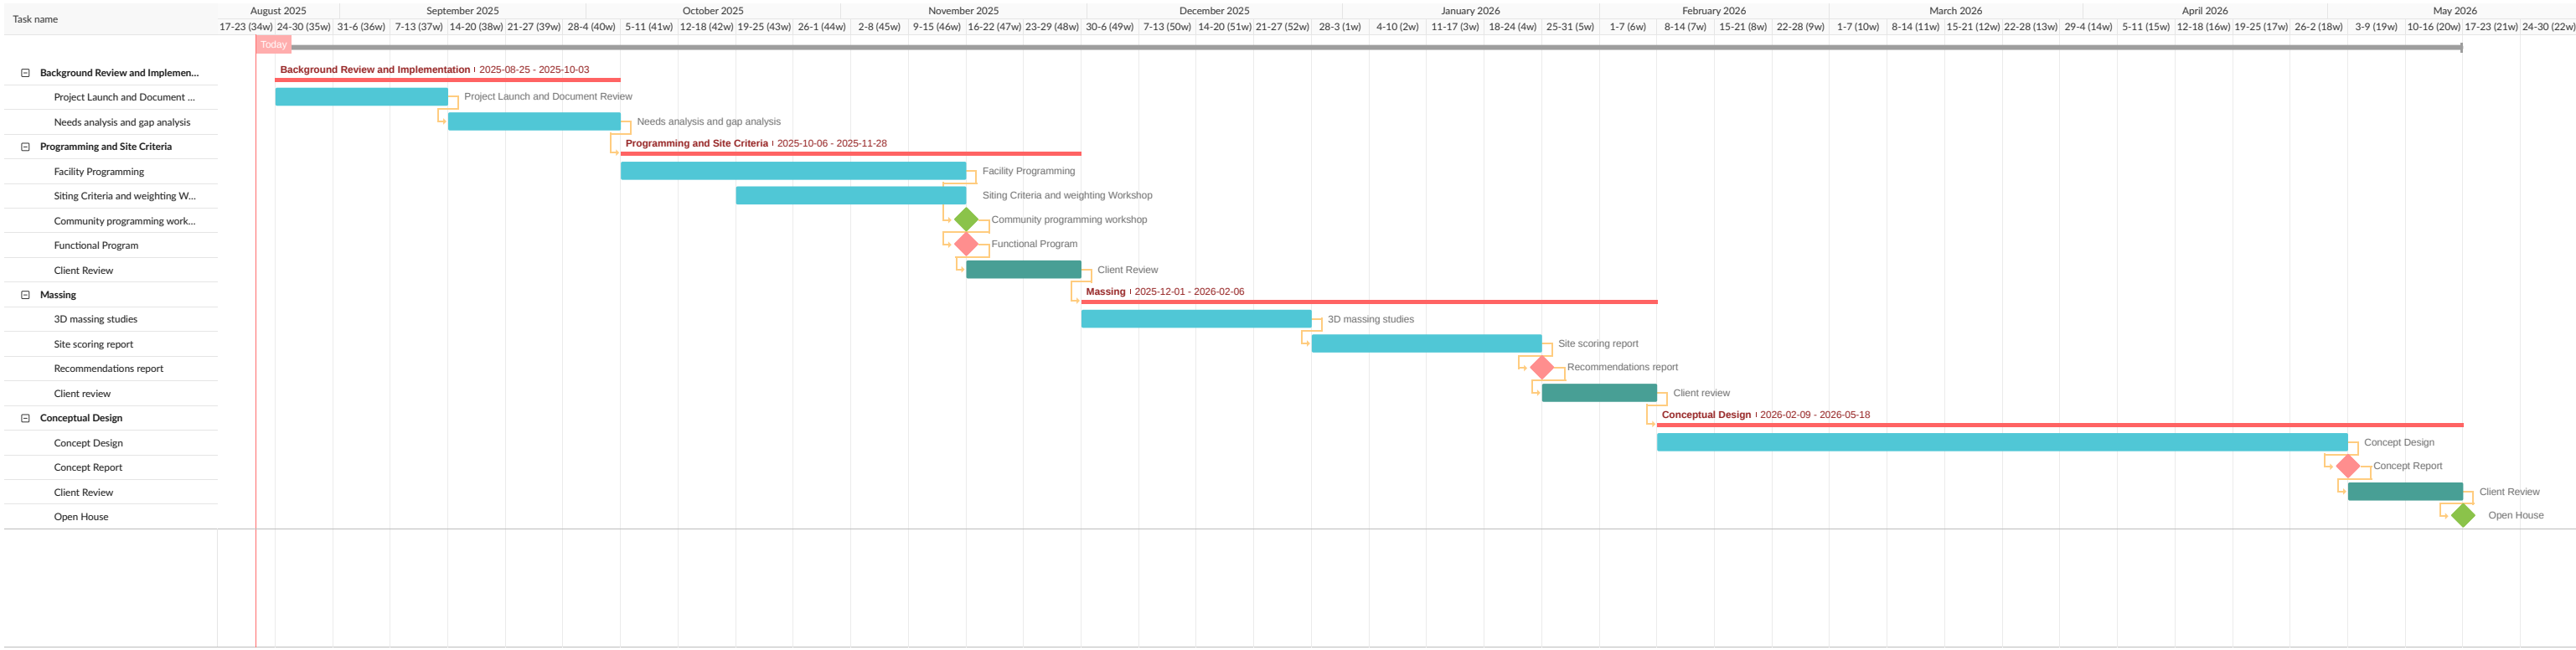 Task name
August 2025 September 2025 October 2025 November 2025 December 2025 January 2026 February 2026 March 2026 April 2026 May 2026
17-23 (34w) 24-30 (35w) 31-6 (36w) 7-13 (37w) 14-20 (38w) 21-27 (39w) 28-4 (40w) 5-11 (41w) 12-18 (42w) 19-25 (43w) 26-1 (44w) 2-8 (45w) 9-15 (46w) 16-22 (47w) 23-29 (48w) 30-6 (49w) 7-13 (50w) 14-20 (51w) 21-27 (52w) 28-3 (1w) 4-10 (2w) 11-17 (3w) 18-24 (4w) 25-31 (5w) 1-7 (6w) 8-14 (7w) 15-21 (8w) 22-28 (9w) 1-7 (10w) 8-14 (11w) 15-21 (12w) 22-28 (13w) 29-4 (14w) 5-11 (15w) 12-18 (16w) 19-25 (17w) 26-2 (18w) 3-9 (19w) 10-16 (20w) 17-23 (21w) 24-30 (22w)
Today
Background Review and Implemen... Background Review and Implementation 2025-08-25 - 2025-10-03
Project Launch and Document ... Project Launch and Document Review
Needs analysis and gap analysis Needs analysis and gap analysis
Programming and Site Criteria Programming and Site Criteria 2025-10-06 - 2025-11-28
Facility Programming Facility Programming
Siting Criteria and weighting W... Siting Criteria and weighting Workshop
Community programming work... Community programming workshop
Functional Program Functional Program
Client Review Client Review
Massing Massing 2025-12-01 - 2026-02-06
3D massing studies 3D massing studies
Site scoring report Site scoring report
Recommendations report Recommendations report
Client review Client review
Conceptual Design Conceptual Design 2026-02-09 - 2026-05-18
Concept Design Concept Design
Concept Report Concept Report
Client Review Client Review
Open House Open House